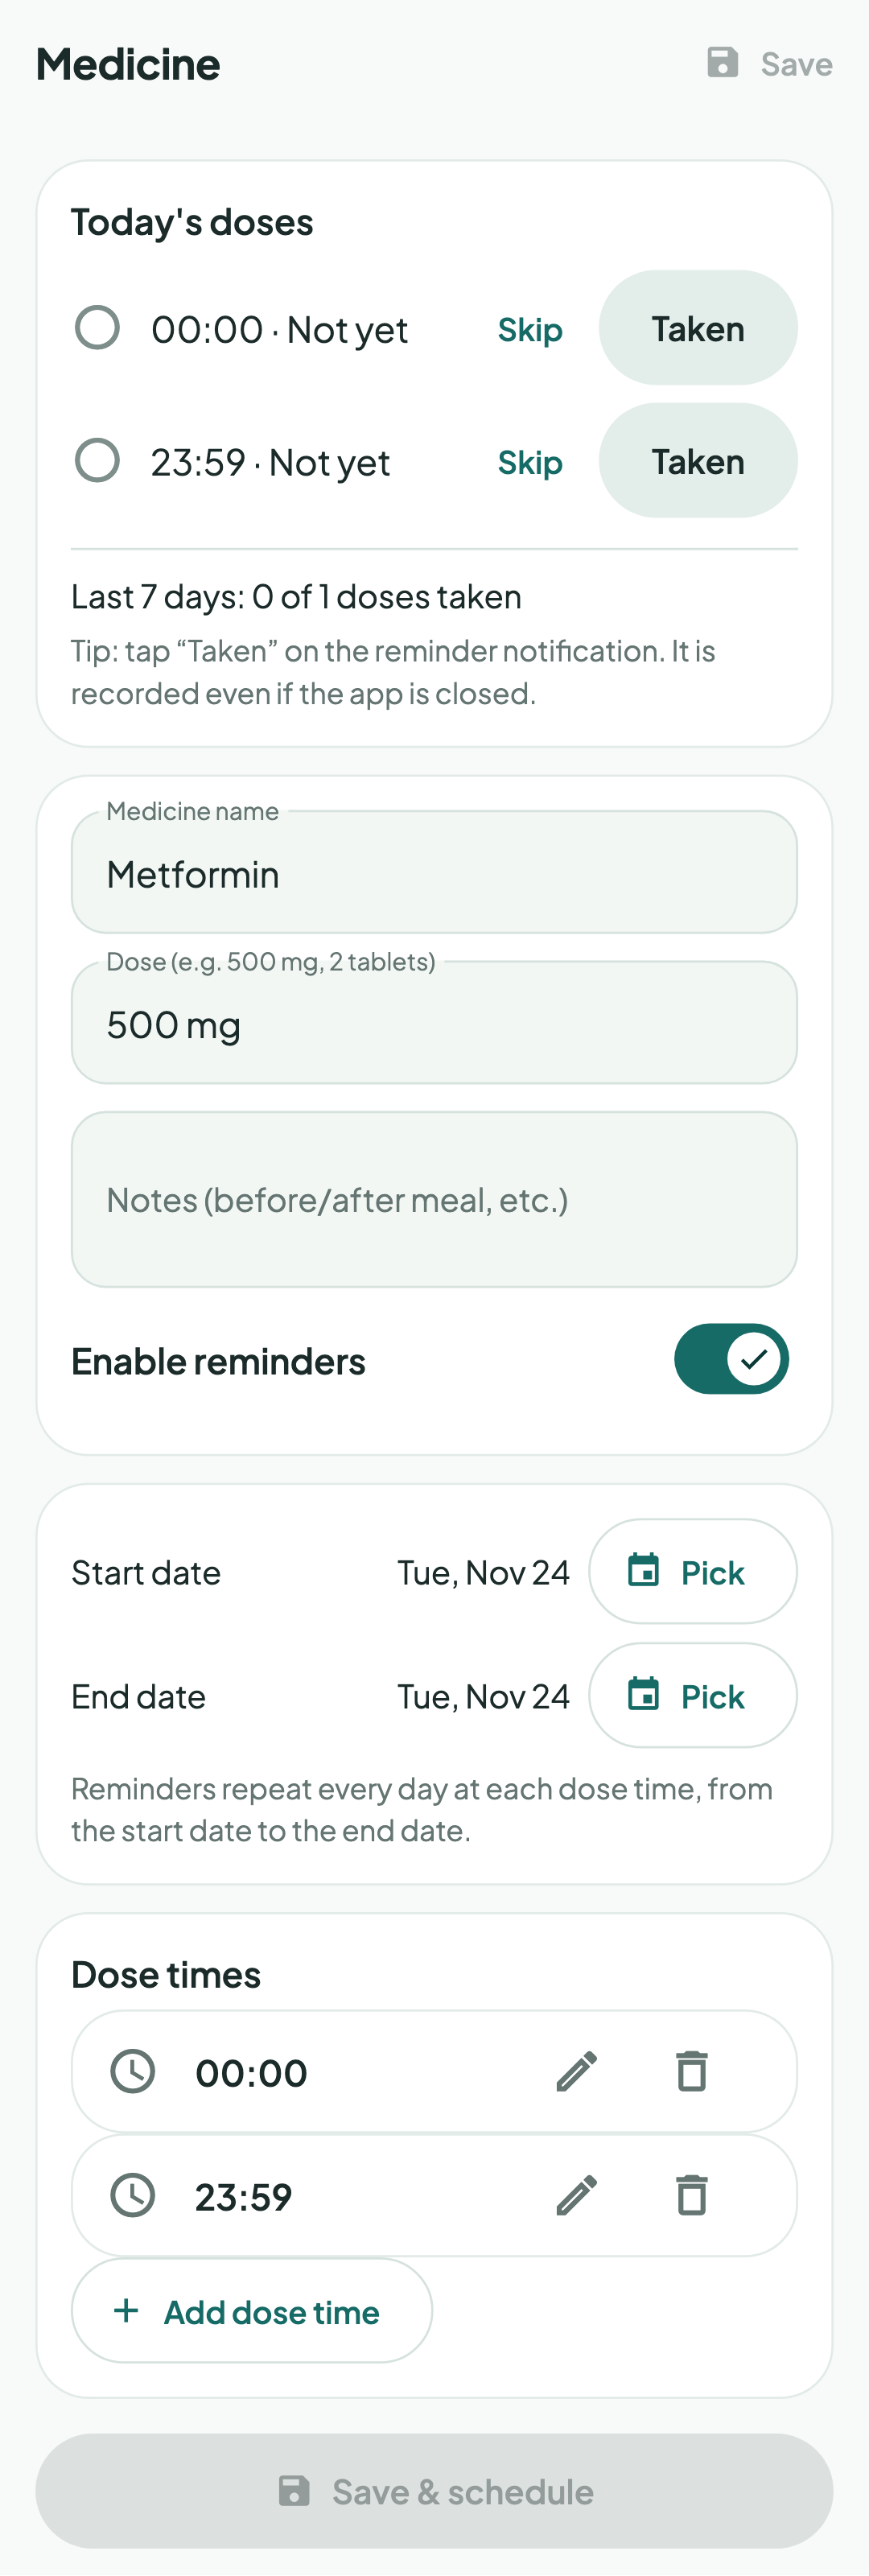 Medicine
Save
Today's doses
00:00 · Not yet
Skip
Taken
23:59 · Not yet
Skip
Taken
Last 7 days: 0 of 1 doses taken
Tip: tap “Taken” on the reminder notification. It is
recorded even if the app is closed.
Medicine name
Metformin
Dose (e.g. 500 mg, 2 tablets)
500 mg
Notes (before/after meal, etc.)
Enable reminders
Start date
Tue, Nov 24
Pick
End date
Tue, Nov 24
Pick
Reminders repeat every day at each dose time, from
the start date to the end date.
Dose times
00:00
23:59
+ Add dose time
Save & schedule